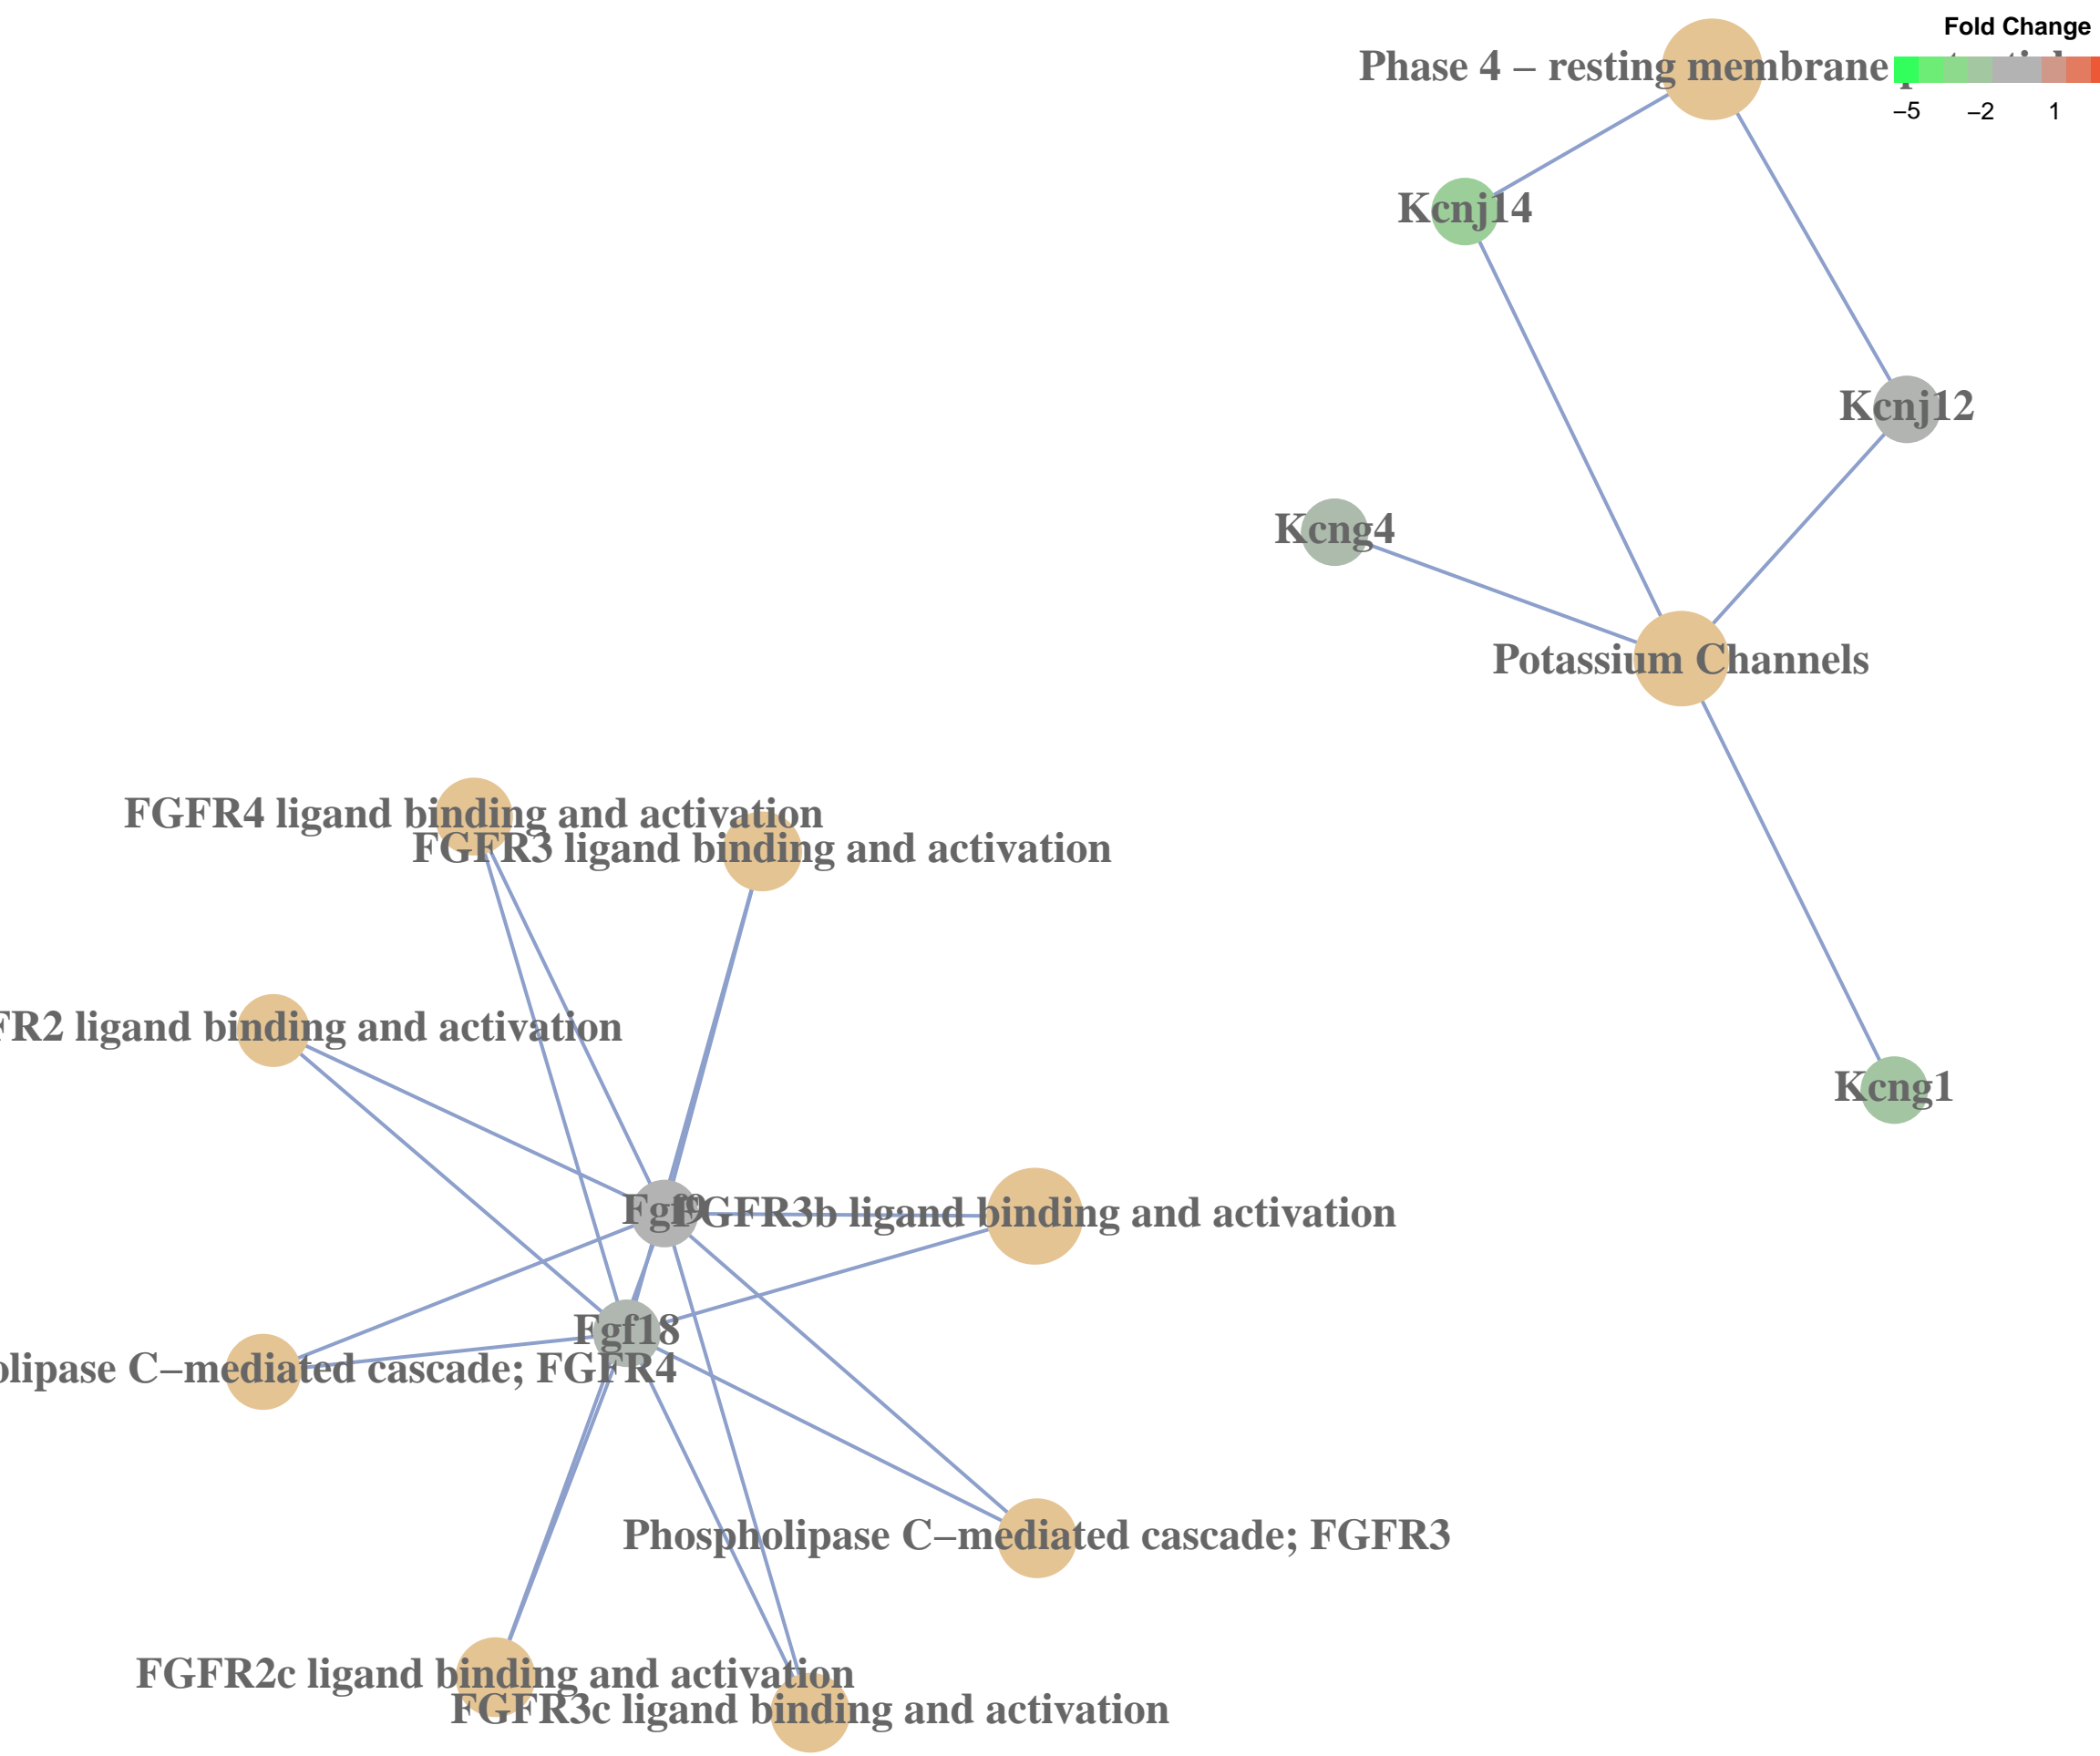 Fold Change
Phase 4 – resting membrane
–5 –2 1
Kcnj14
Kcnj12
Kcng4
Potassium Channels
FGFR4 ligand binding and activation
FGFR3 ligand binding and activation
FR2 ligand binding and activation
Kcng1
Fgf9
FGFR3b ligand binding and activation
Fgf18
olipase C–mediated cascade; FGFR4
Phospholipase C–mediated cascade; FGFR3
FGFR2c ligand binding and activation
FGFR3c ligand binding and activation